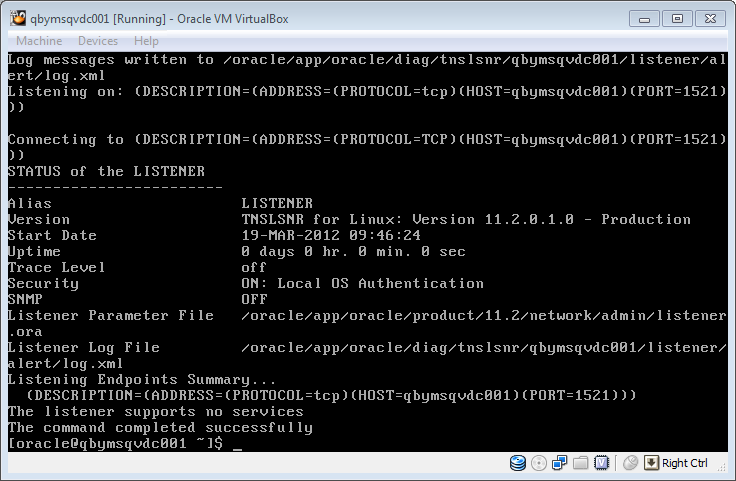 qbymsqvdc001 [Running] - Oracle VM VirtualBox
Machine Devices Help
Log messages written to /oracle/app/oracle/diag/tnslsnr/qbymsqvdc001/listener/al
ert/log.xml
Listening on: (DESCRIPTION=(ADDRESS=(PROTOCOL=tcp)(HOST=qbymsqvdc001)(PORT=1521)
))
Connecting to (DESCRIPTION=(ADDRESS=(PROTOCOL=TCP)(HOST=qbymsqvdc001)(PORT=1521)
))
STATUS of the LISTENER
------------------------
Alias                     LISTENER
Version                   TNSLSNR for Linux: Version 11.2.0.1.0 - Production
Start Date                19-MAR-2012 09:46:24
Uptime                    0 days 0 hr. 0 min. 0 sec
Trace Level               off
Security                  ON: Local OS Authentication
SNMP                      OFF
Listener Parameter File   /oracle/app/oracle/product/11.2/network/admin/listener
.ora
Listener Log File         /oracle/app/oracle/diag/tnslsnr/qbymsqvdc001/listener/
alert/log.xml
Listening Endpoints Summary...
  (DESCRIPTION=(ADDRESS=(PROTOCOL=tcp)(HOST=qbymsqvdc001)(PORT=1521)))
The listener supports no services
The command completed successfully
[oracle@qbymsqvdc001 ~]$ _
Right Ctrl